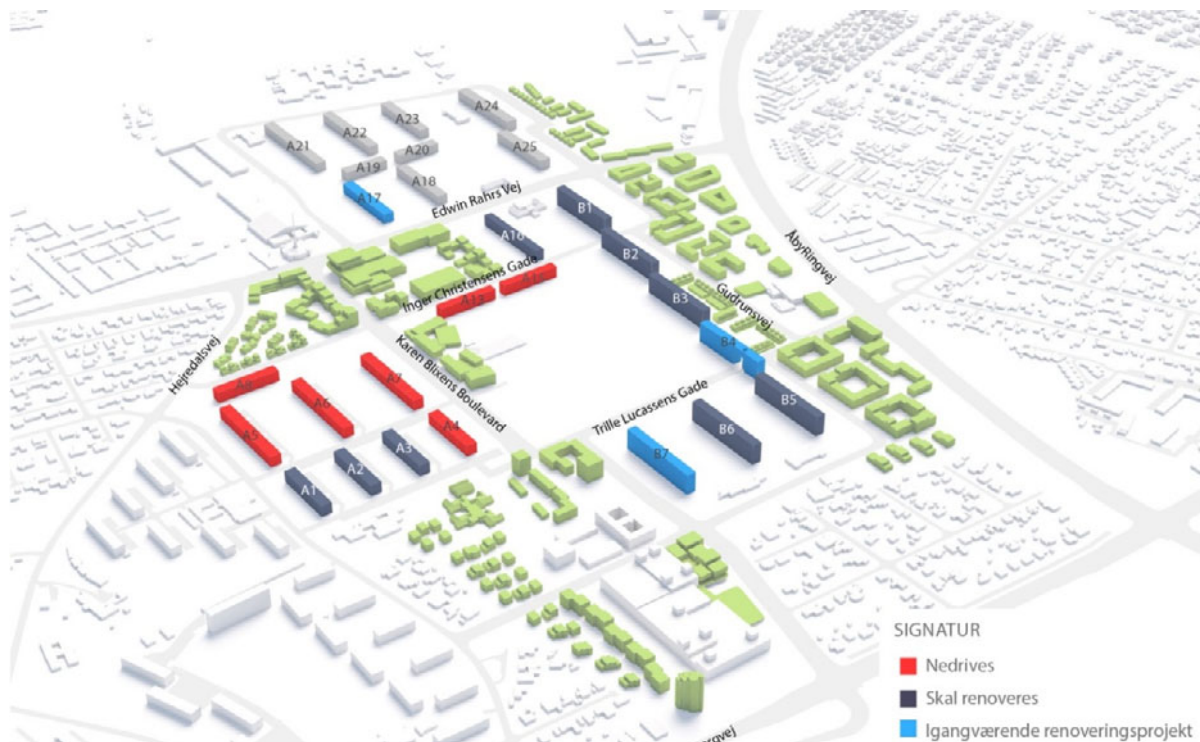 A24
A23
A22
A21
A20
A25
A19
A18
A17
Edwin Rahrs Vej
B1
A16
B2
ÅbyRingvej
Inger Christensens Gade
A13
B3
Gudrunsvej
B4
Karen Blixens Boulevard
Hejredalsvej
A7
A6
B5
Trille Lucassens Gade
B6
A5
A4
A3
B7
A2
A1
SIGNATUR
Nedrives
Skal renoveres
Igangværende renoveringsprojekt